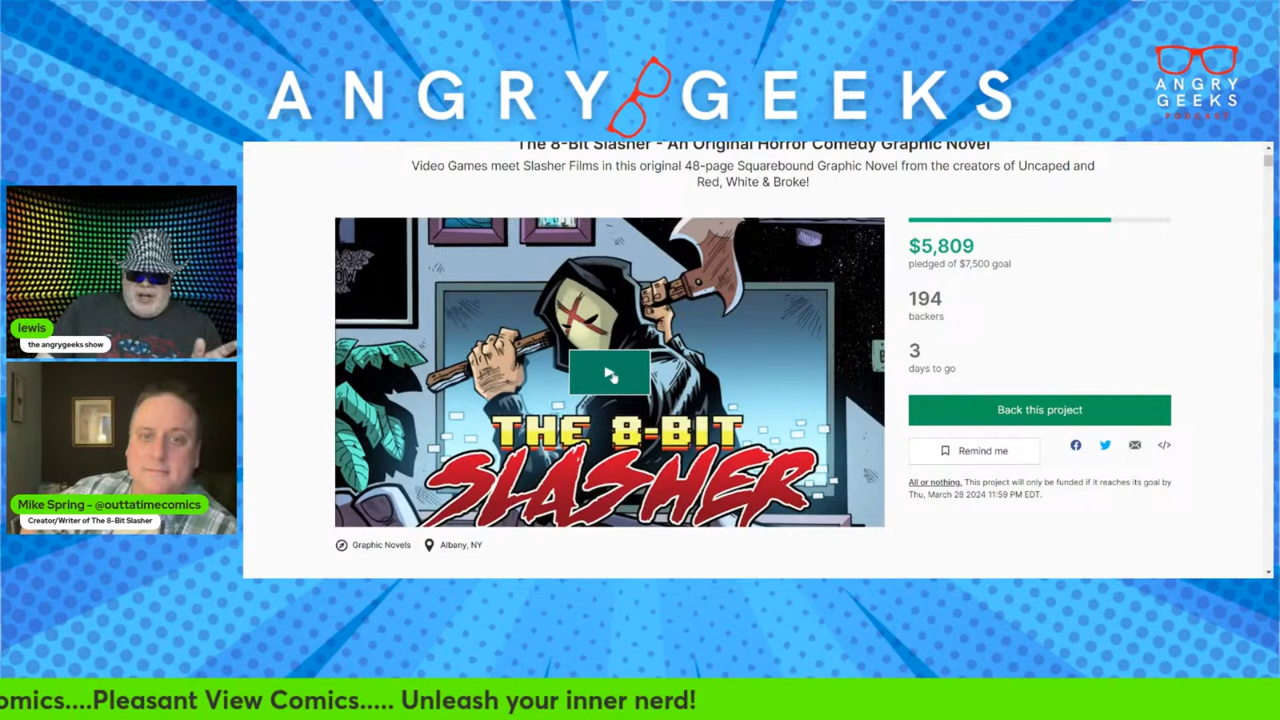 ANGRY GEEKS
ANGRY
GEEKS
PODCAST
The 8-Bit Slasher - An Original Horror Comedy Graphic Novel
Video Games meet Slasher Films in this original 48-page Squarebound Graphic Novel from the creators of Uncaped and
Red, White & Broke!
THE 8-BIT
SLASHER
$5,809
pledged of $7,500 goal
194
backers
3
days to go
Back this project
Remind me
All or nothing. This project will only be funded if it reaches its goal by
Thu, March 28 2024 11:59 PM EDT.
Graphic Novels
Albany, NY
lewis
the angrygeeks show
Mike Spring - @outtatimecomics
Creator/Writer of The 8-Bit Slasher
omics....Pleasant View Comics..... Unleash your inner nerd!